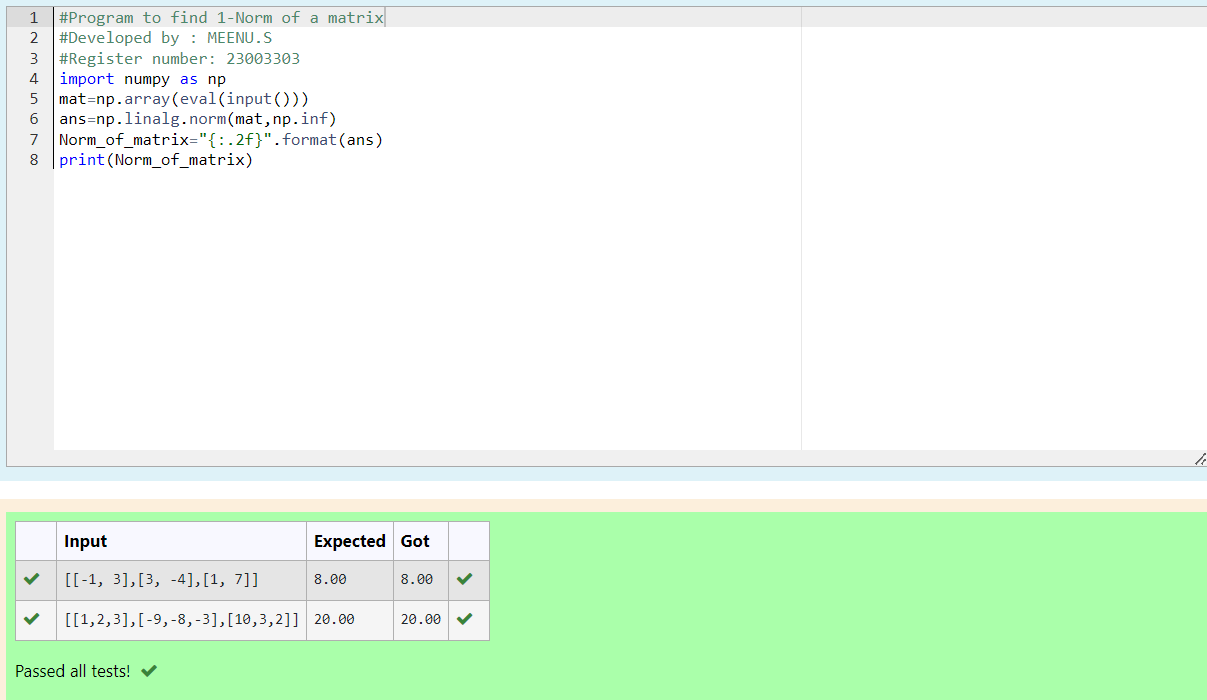 1 #Program to find 1-Norm of a matrix
2 #Developed by : MEENU.S
3 #Register number: 23003303
4 import numpy as np
5 mat=np.array(eval(input()))
6 ans=np.linalg.norm(mat,np.inf)
7 Norm_of_matrix="{:.2f}".format(ans)
8 print(Norm_of_matrix)
Input Expected Got
[[-1, 3],[3, -4],[1, 7]] 8.00 8.00
[[1,2,3],[-9,-8,-3],[10,3,2]] 20.00 20.00
Passed all tests!